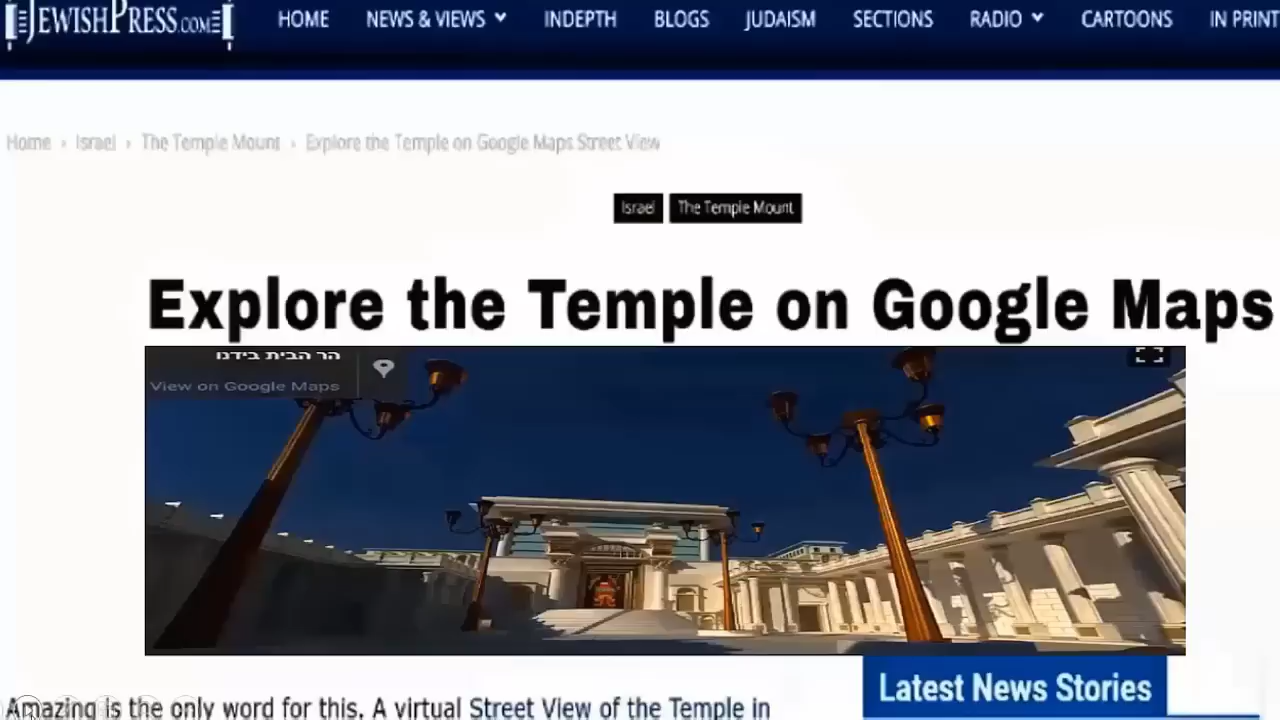 JEWISHPRESS.COM
HOME NEWS & VIEWS INDEPTH BLOGS JUDAISM SECTIONS RADIO CARTOONS IN PRINT
Home › Israel › The Temple Mount › Explore the Temple on Google Maps Street View
Israel The Temple Mount
Explore the Temple on Google Maps
הר הבית בידנו
View on Google Maps
Latest News Stories
Amazing is the only word for this. A virtual Street View of the Temple in